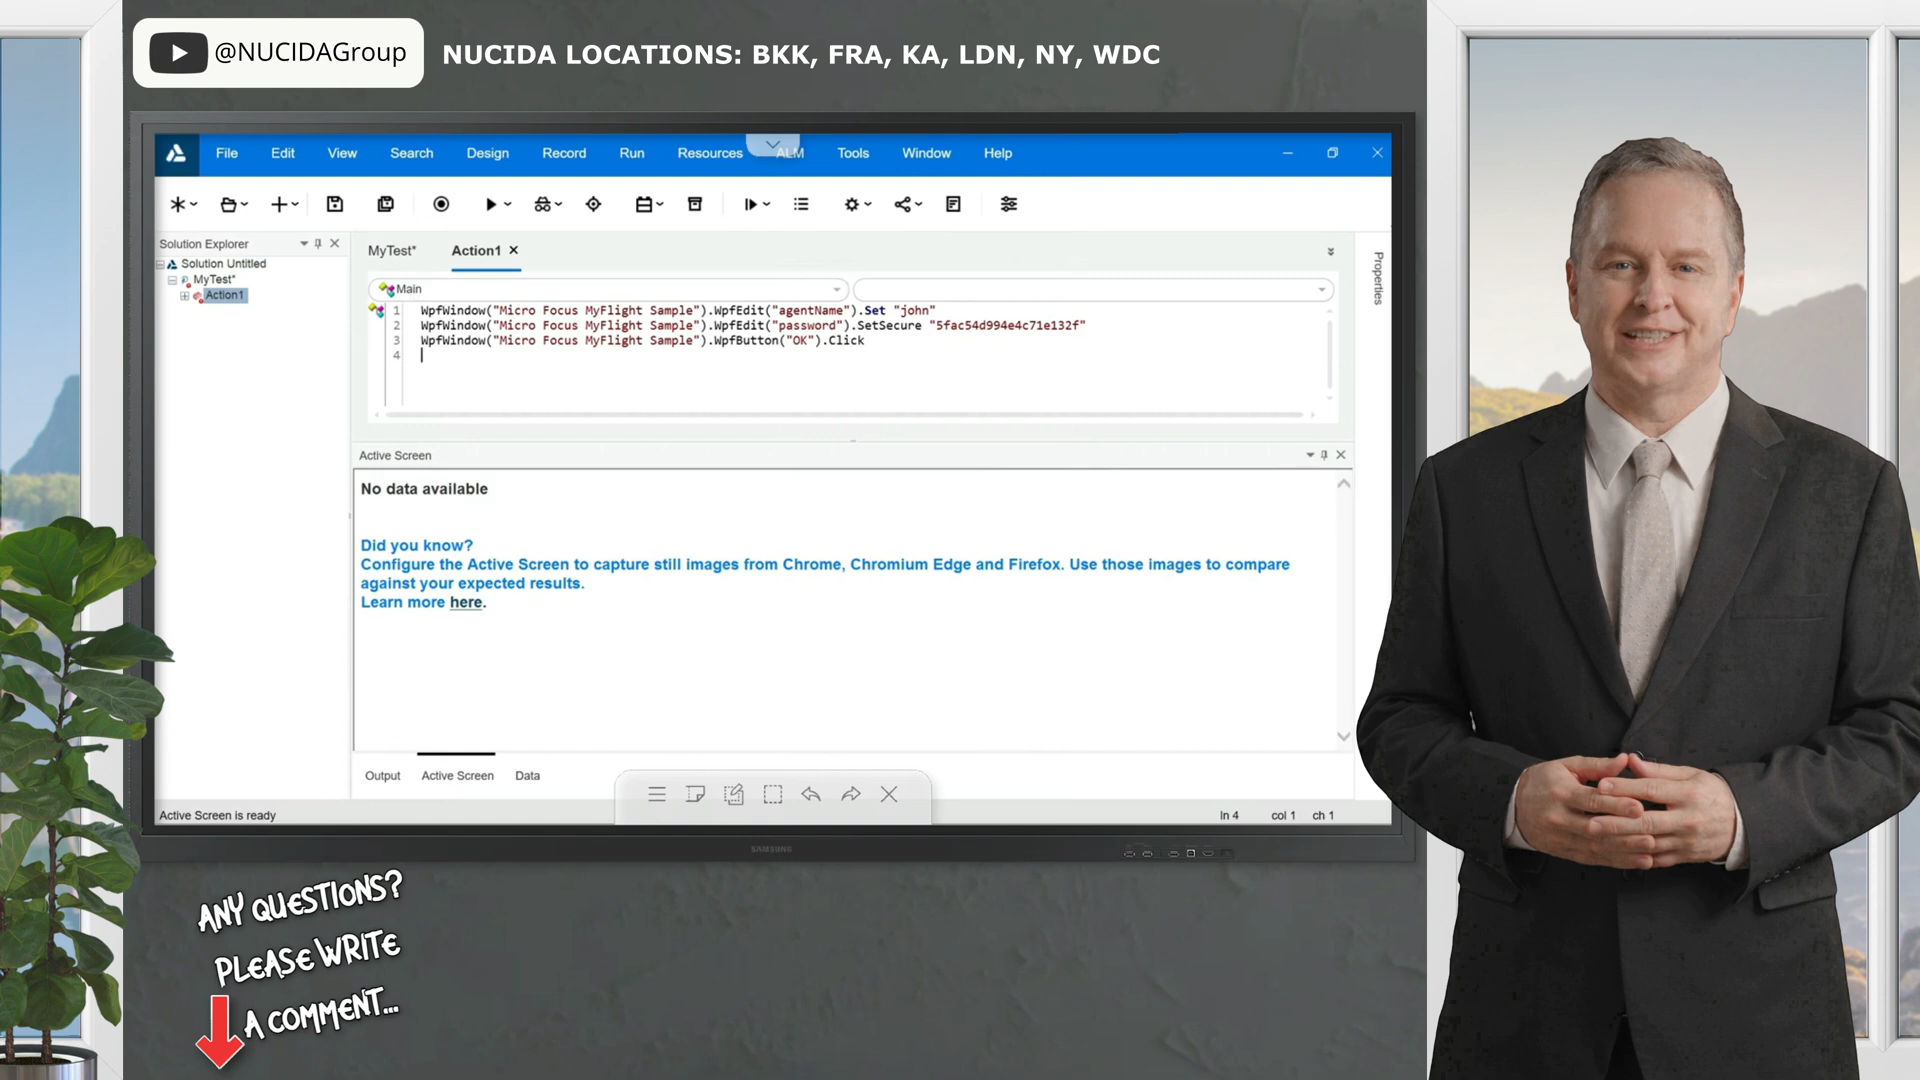 @NUCIDAGroup
NUCIDA LOCATIONS: BKK, FRA, KA, LDN, NY, WDC
File Edit View Search Design Record Run Resources ALM Tools Window Help
Solution Explorer
Solution Untitled
MyTest*
Action1
MyTest* Action1
Main
1 WpfWindow("Micro Focus MyFlight Sample").WpfEdit("agentName").Set "john"
2 WpfWindow("Micro Focus MyFlight Sample").WpfEdit("password").SetSecure "5fac54d994e4c71e132f"
3 WpfWindow("Micro Focus MyFlight Sample").WpfButton("OK").Click
4
Properties
Active Screen
No data available
Did you know?
Configure the Active Screen to capture still images from Chrome, Chromium Edge and Firefox. Use those images to compare
against your expected results.
Learn more here.
Output Active Screen Data
Active Screen is ready
ln 4 col 1 ch 1
SAMSUNG
ANY QUESTIONS?
PLEASE WRITE
A COMMENT...